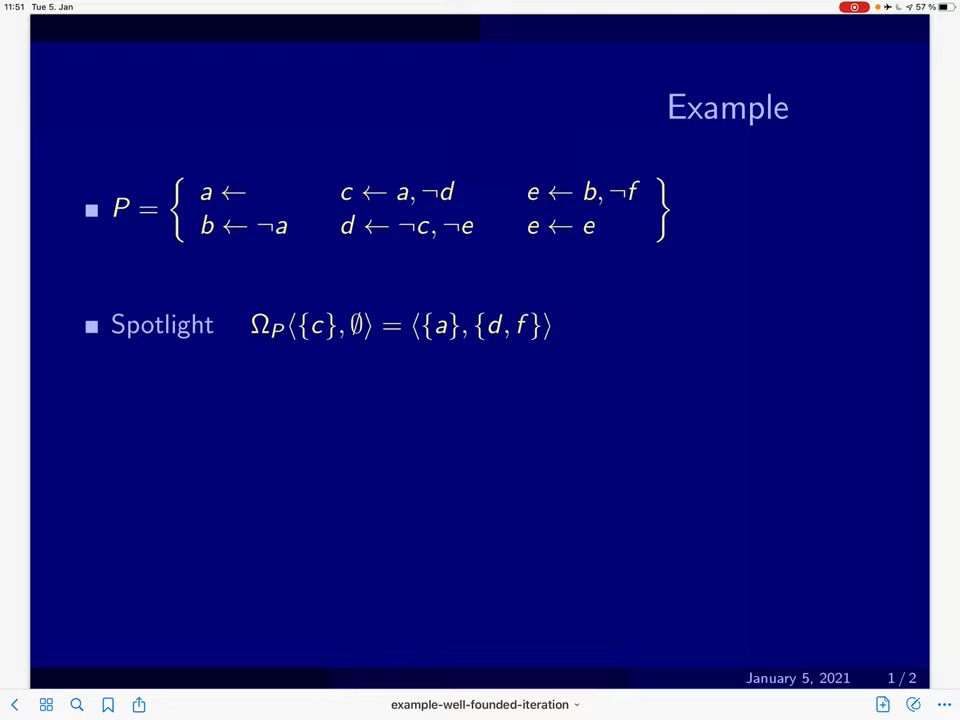 11:51 Tue 5. Jan 57 %
Example
P = { a ← c ← a, ¬d e ← b, ¬f
b ← ¬a d ← ¬c, ¬e e ← e }
Spotlight Ω_P⟨{c}, ∅⟩ = ⟨{a}, {d, f}⟩
January 5, 2021 1 / 2
example-well-founded-iteration